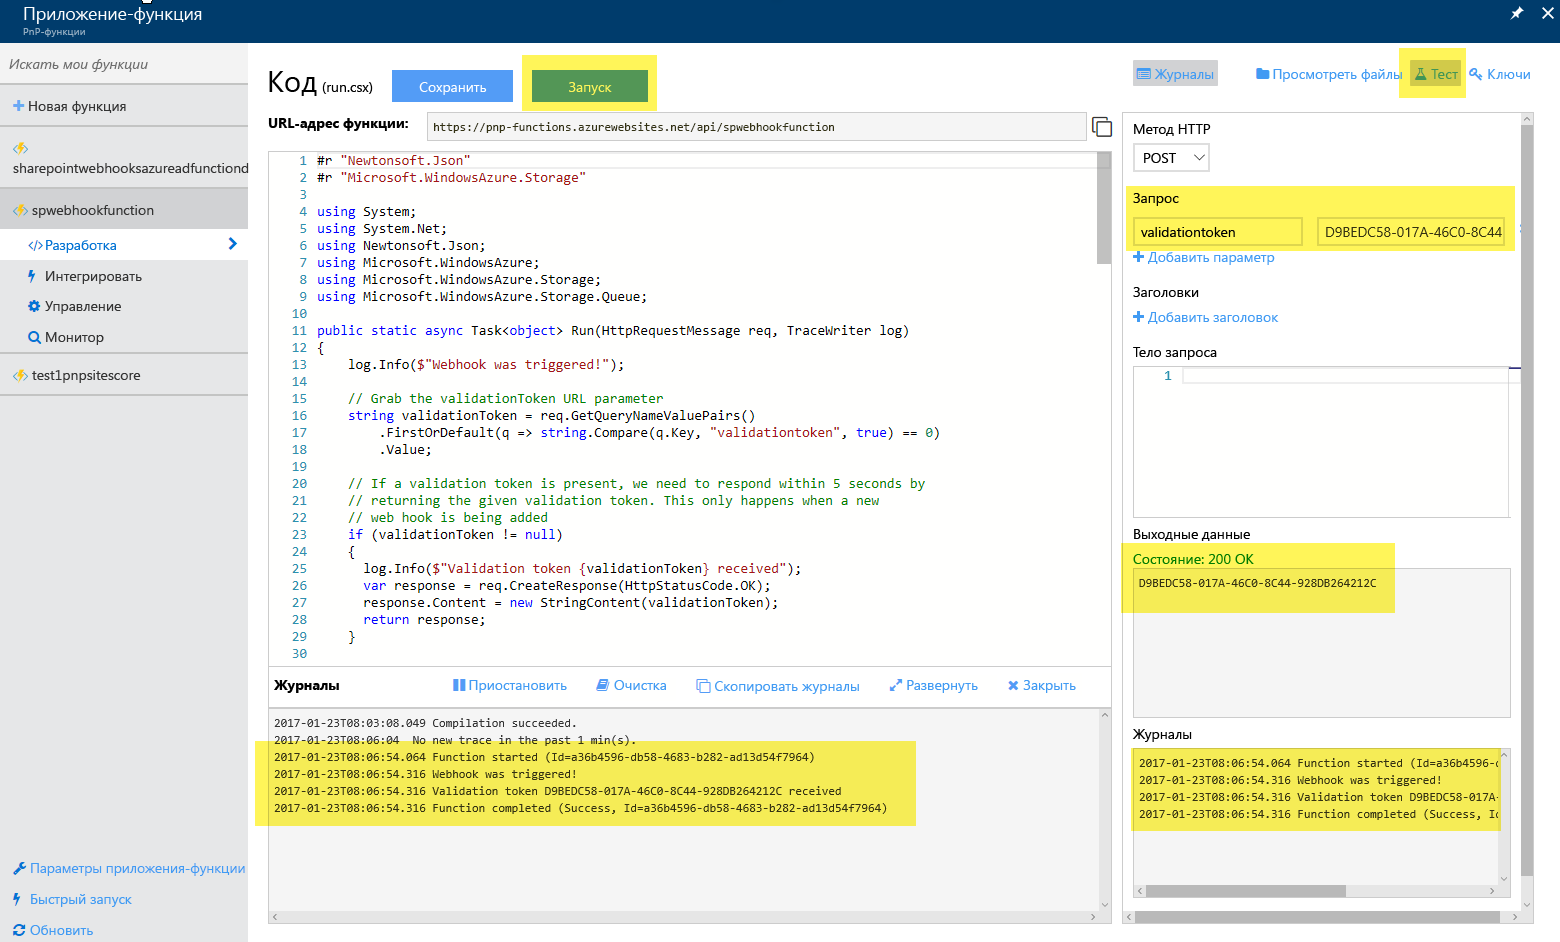 Приложение-функция
PnP-функции
Искать мои функции
Новая функция
sharepointwebhooksazureadfunctiond
spwebhookfunction
Разработка
Интегрировать
Управление
Монитор
test1pnpsitescore
Параметры приложения-функции
Быстрый запуск
Обновить
Код (run.csx)
Сохранить
Запуск
Журналы
Просмотреть файлы
Тест
Ключи
URL-адрес функции:
https://pnp-functions.azurewebsites.net/api/spwebhookfunction
1 #r "Newtonsoft.Json"
2 #r "Microsoft.WindowsAzure.Storage"
3
4 using System;
5 using System.Net;
6 using Newtonsoft.Json;
7 using Microsoft.WindowsAzure;
8 using Microsoft.WindowsAzure.Storage;
9 using Microsoft.WindowsAzure.Storage.Queue;
10
11 public static async Task<object> Run(HttpRequestMessage req, TraceWriter log)
12 {
13     log.Info($"Webhook was triggered!");
14
15     // Grab the validationToken URL parameter
16     string validationToken = req.GetQueryNameValuePairs()
17         .FirstOrDefault(q => string.Compare(q.Key, "validationtoken", true) == 0)
18         .Value;
19
20     // If a validation token is present, we need to respond within 5 seconds by
21     // returning the given validation token. This only happens when a new
22     // web hook is being added
23     if (validationToken != null)
24     {
25       log.Info($"Validation token {validationToken} received");
26       var response = req.CreateResponse(HttpStatusCode.OK);
27       response.Content = new StringContent(validationToken);
28       return response;
29     }
30
Журналы
Приостановить
Очистка
Скопировать журналы
Развернуть
Закрыть
2017-01-23T08:03:08.049 Compilation succeeded.
2017-01-23T08:06:04  No new trace in the past 1 min(s).
2017-01-23T08:06:54.064 Function started (Id=a36b4596-db58-4683-b282-ad13d54f7964)
2017-01-23T08:06:54.316 Webhook was triggered!
2017-01-23T08:06:54.316 Validation token D9BEDC58-017A-46C0-8C44-928DB264212C received
2017-01-23T08:06:54.316 Function completed (Success, Id=a36b4596-db58-4683-b282-ad13d54f7964)
Метод HTTP
POST
Запрос
validationtoken
D9BEDC58-017A-46C0-8C44
Добавить параметр
Заголовки
Добавить заголовок
Тело запроса
1
Выходные данные
Состояние: 200 OK
D9BEDC58-017A-46C0-8C44-928DB264212C
Журналы
2017-01-23T08:06:54.064 Function started (Id=a36b4596-
2017-01-23T08:06:54.316 Webhook was triggered!
2017-01-23T08:06:54.316 Validation token D9BEDC58-017A-
2017-01-23T08:06:54.316 Function completed (Success, Id